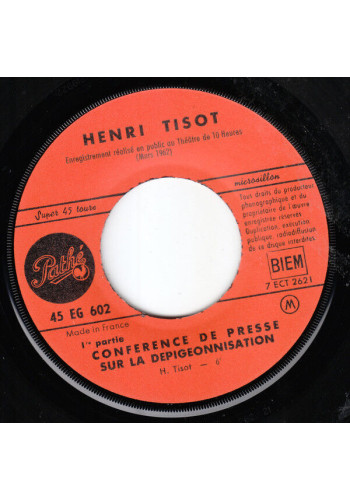 HENRI TISOT
Enregistrement réalisé en public au Théâtre de 10 Heures
(Mars 1962)
Super 45 tours
microsillon
Tous droits du producteur
phonographique et du
propriétaire de l'œuvre
enregistrée réservés
Duplication, exécution,
publique, radiodiffusion
de ce disque interdites
Pathé
BIEM
45 EG 602
7 ECT 2621
M
Made in France
1re partie
CONFERENCE DE PRESSE
SUR LA DEPIGEONNISATION
H. Tisot — 6'